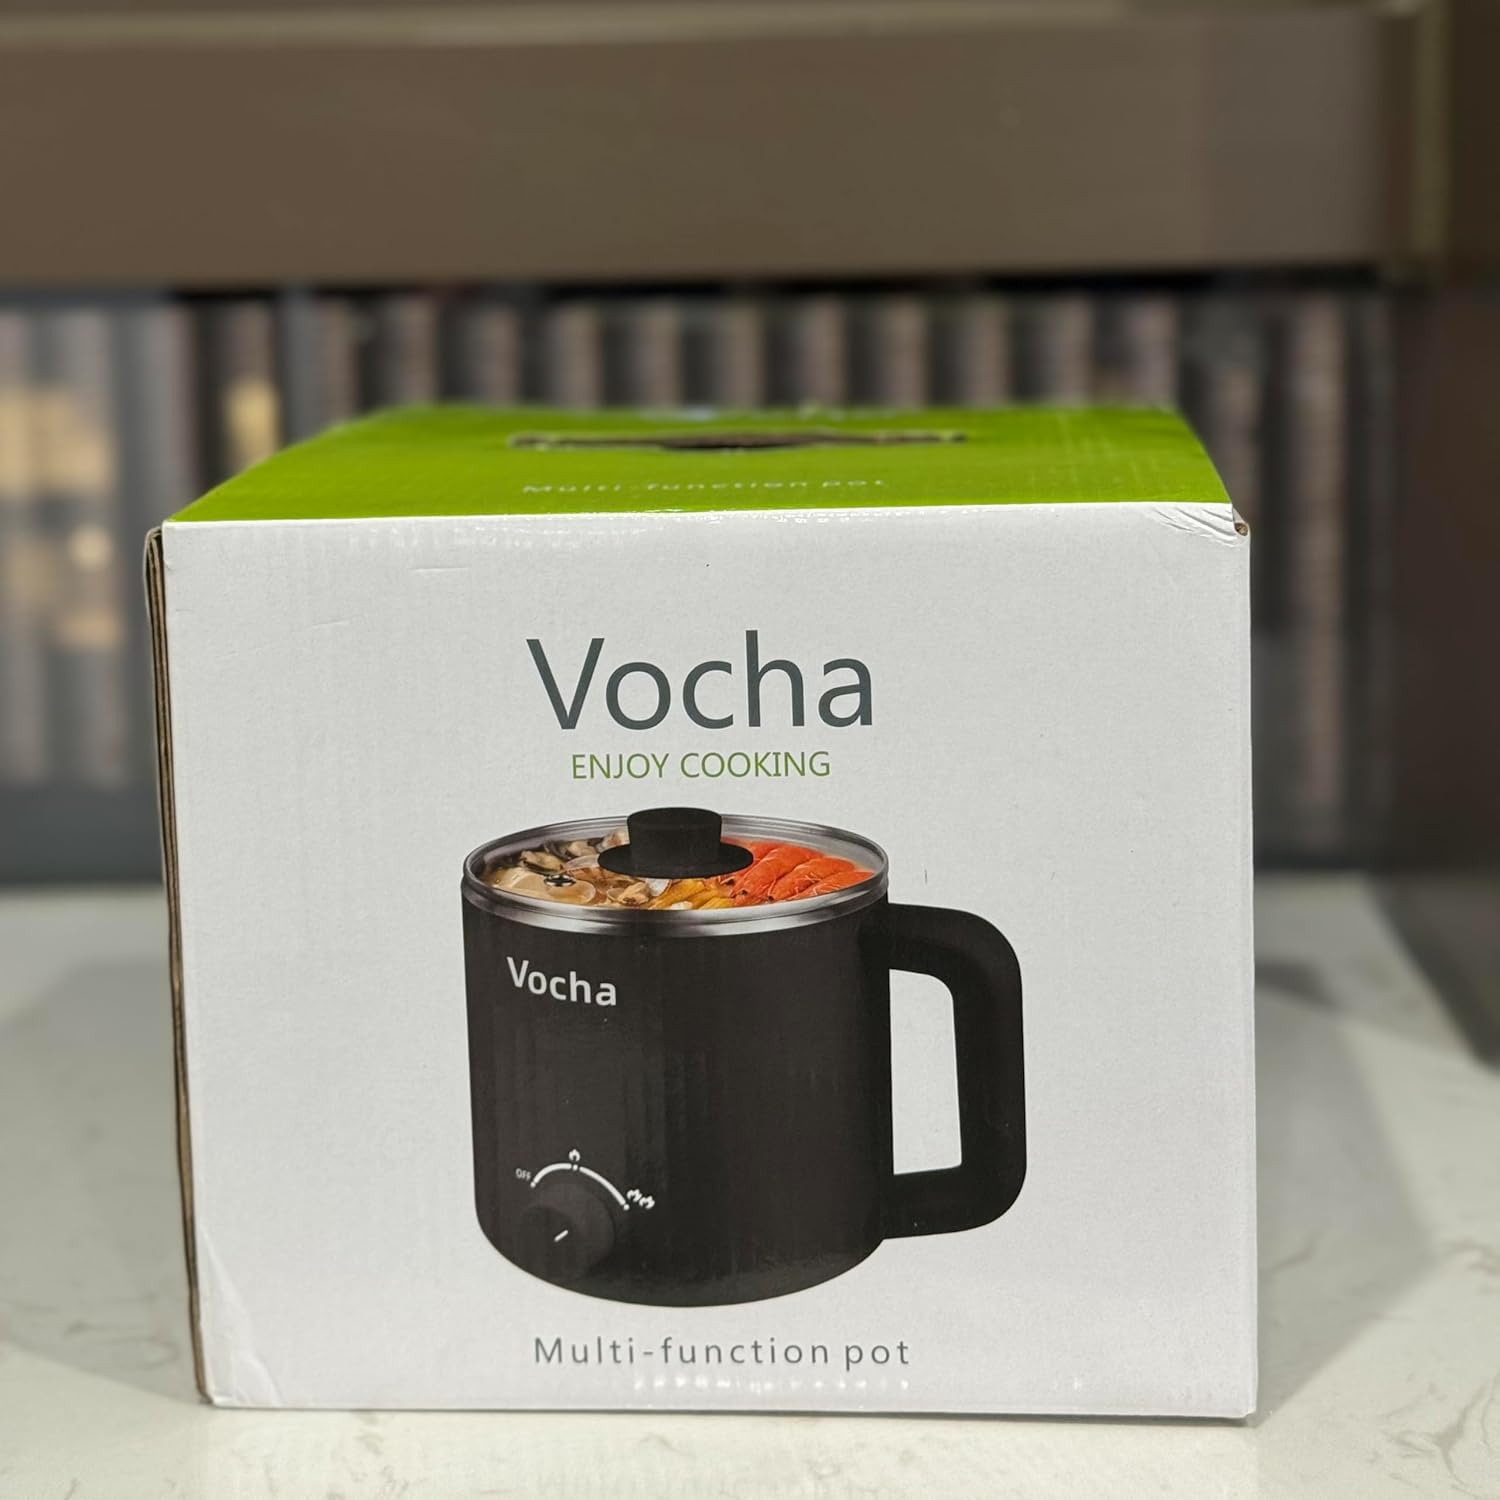 Multi-function pot
Vocha
ENJOY COOKING
Vocha
OFF
Multi-function pot